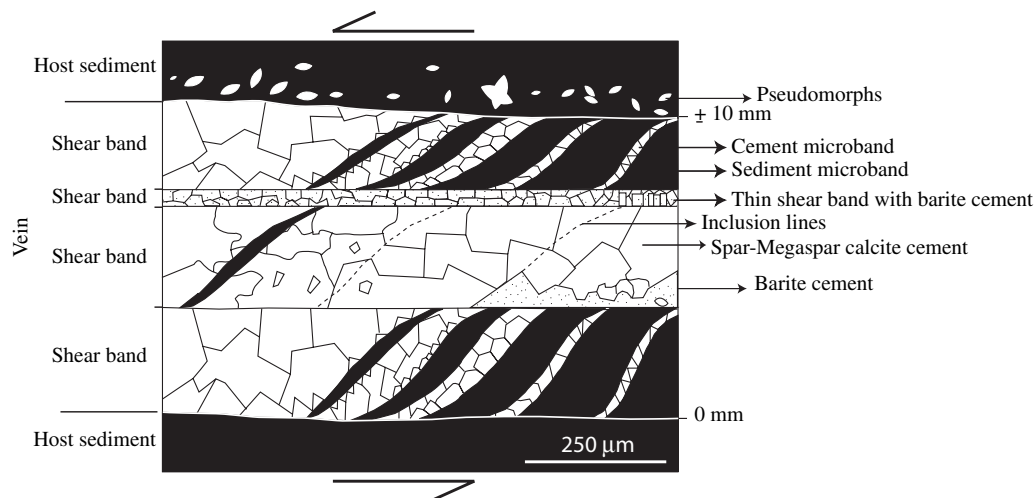 Host sediment
Pseudomorphs
± 10 mm
Shear band
Cement microband
Sediment microband
Shear band
Thin shear band with barite cement
Inclusion lines
Vein
Shear band
Spar-Megaspar calcite cement
Barite cement
Shear band
0 mm
Host sediment
250 µm